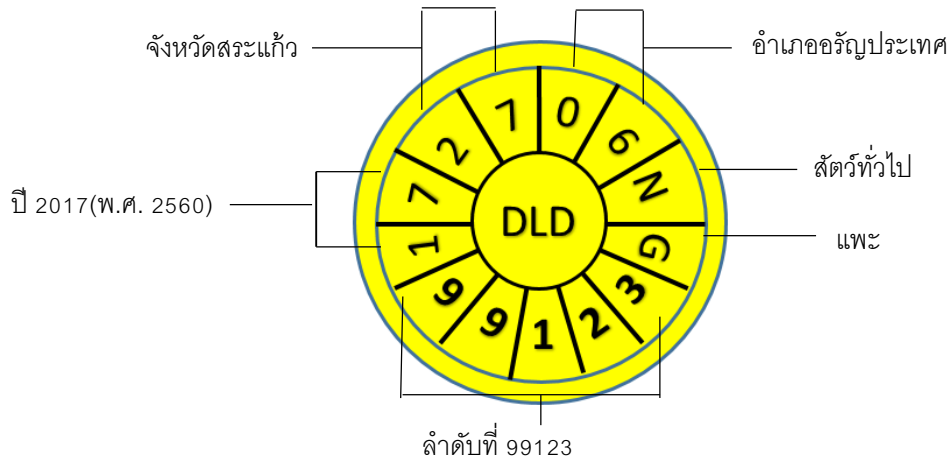 จังหวัดสระแก้ว
อำเภออรัญประเทศ
สัตว์ทั่วไป
แพะ
ปี 2017(พ.ศ. 2560)
1 7 2 7 0 6 N G
DLD
9 9 1 2 3
ลำดับที่ 99123